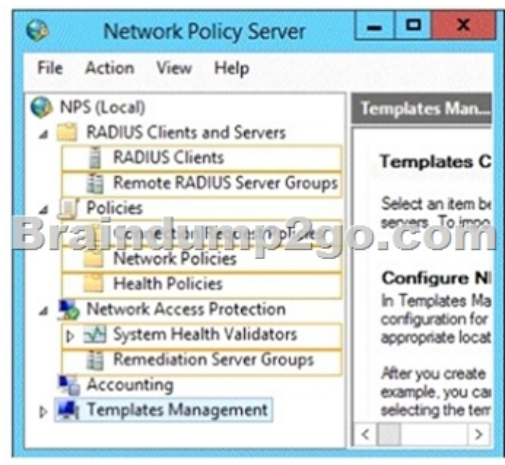 Network Policy Server
File Action View Help
NPS (Local)
RADIUS Clients and Servers
RADIUS Clients
Remote RADIUS Server Groups
Policies
Network Policies
Health Policies
Network Access Protection
System Health Validators
Remediation Server Groups
Accounting
Templates Management
Templates Man...
Templates C
Select an item be
servers. To impo
Configure N
In Templates Ma
configuration for
appropriate locat
After you create
example, you ca
selecting the tem
Braindump2go.com